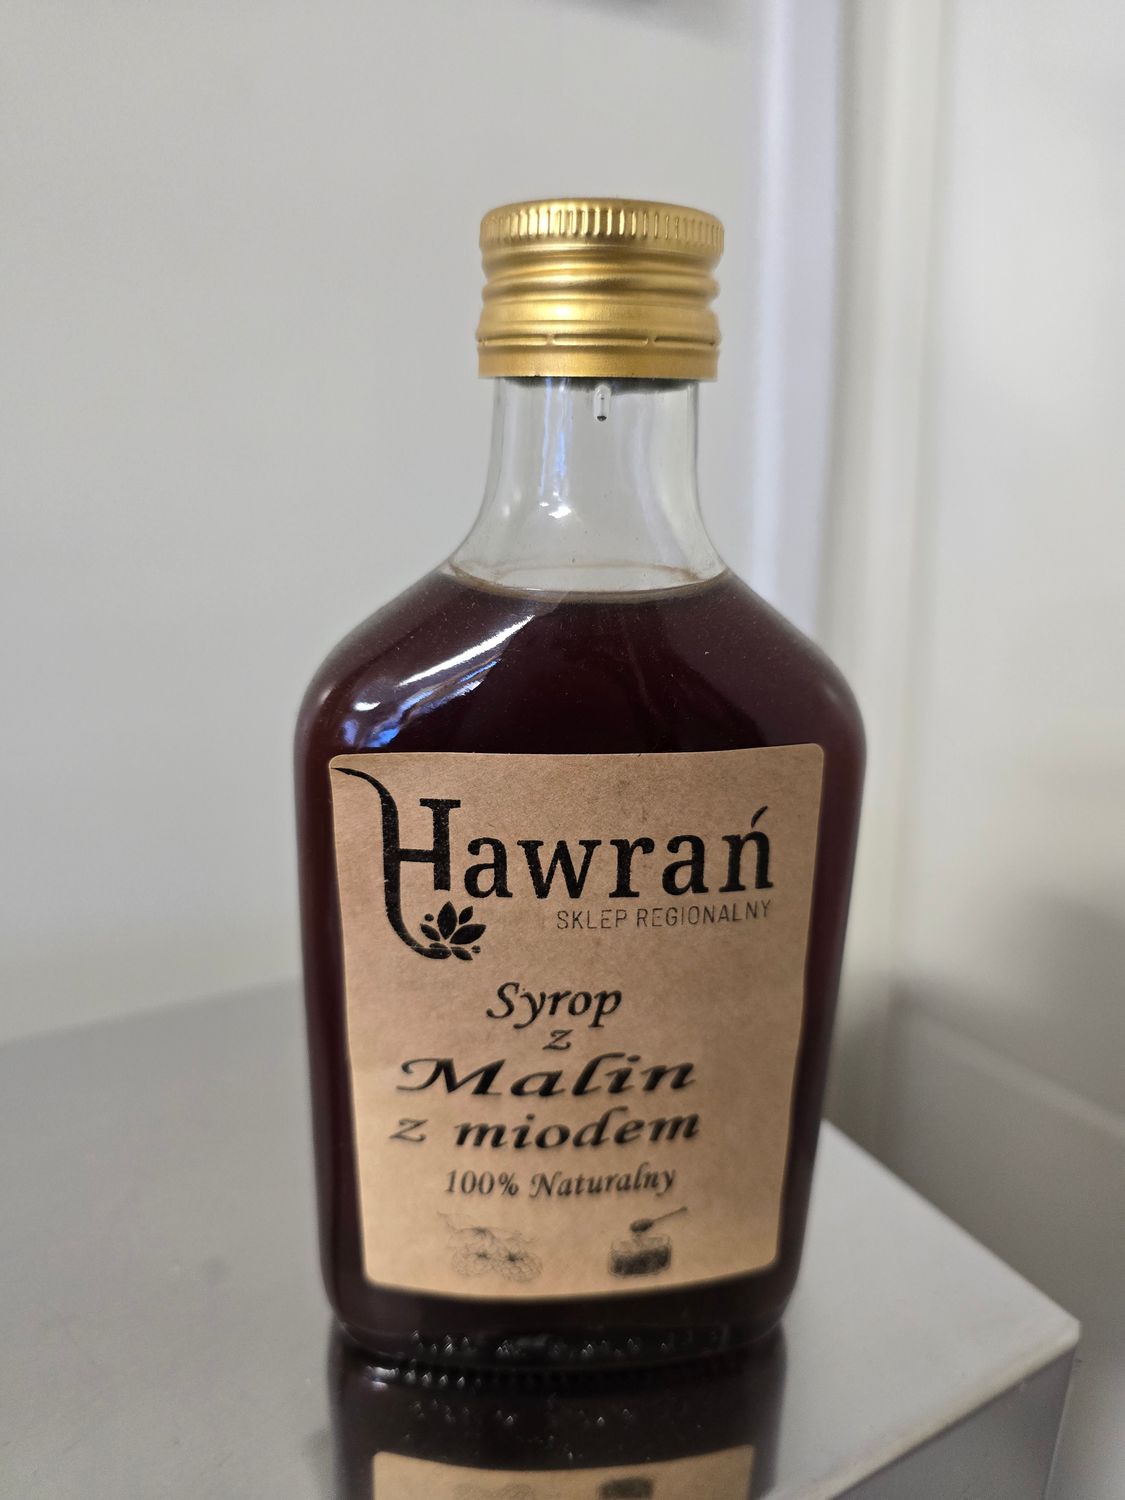 Hawrań
SKLEP REGIONALNY
Syrop
z
Malin
z miodem
100% Naturalny